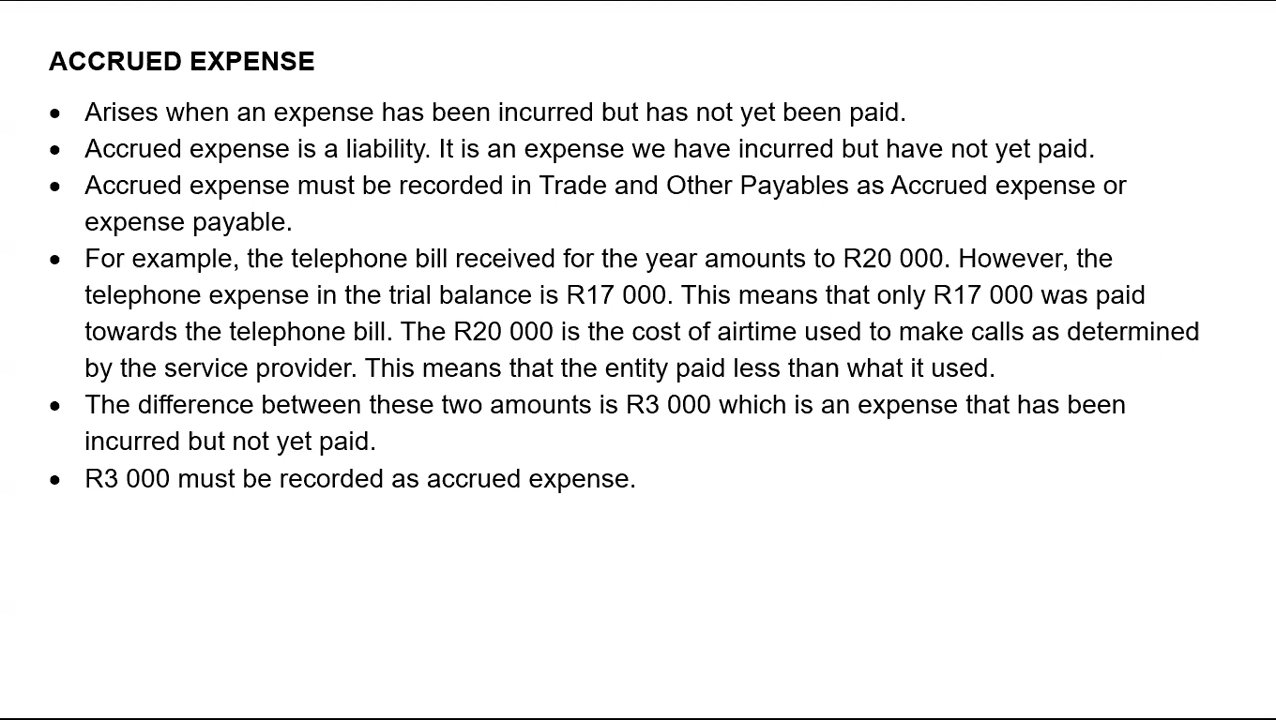 ACCRUED EXPENSE
• Arises when an expense has been incurred but has not yet been paid.
• Accrued expense is a liability. It is an expense we have incurred but have not yet paid.
• Accrued expense must be recorded in Trade and Other Payables as Accrued expense or
expense payable.
• For example, the telephone bill received for the year amounts to R20 000. However, the
telephone expense in the trial balance is R17 000. This means that only R17 000 was paid
towards the telephone bill. The R20 000 is the cost of airtime used to make calls as determined
by the service provider. This means that the entity paid less than what it used.
• The difference between these two amounts is R3 000 which is an expense that has been
incurred but not yet paid.
• R3 000 must be recorded as accrued expense.